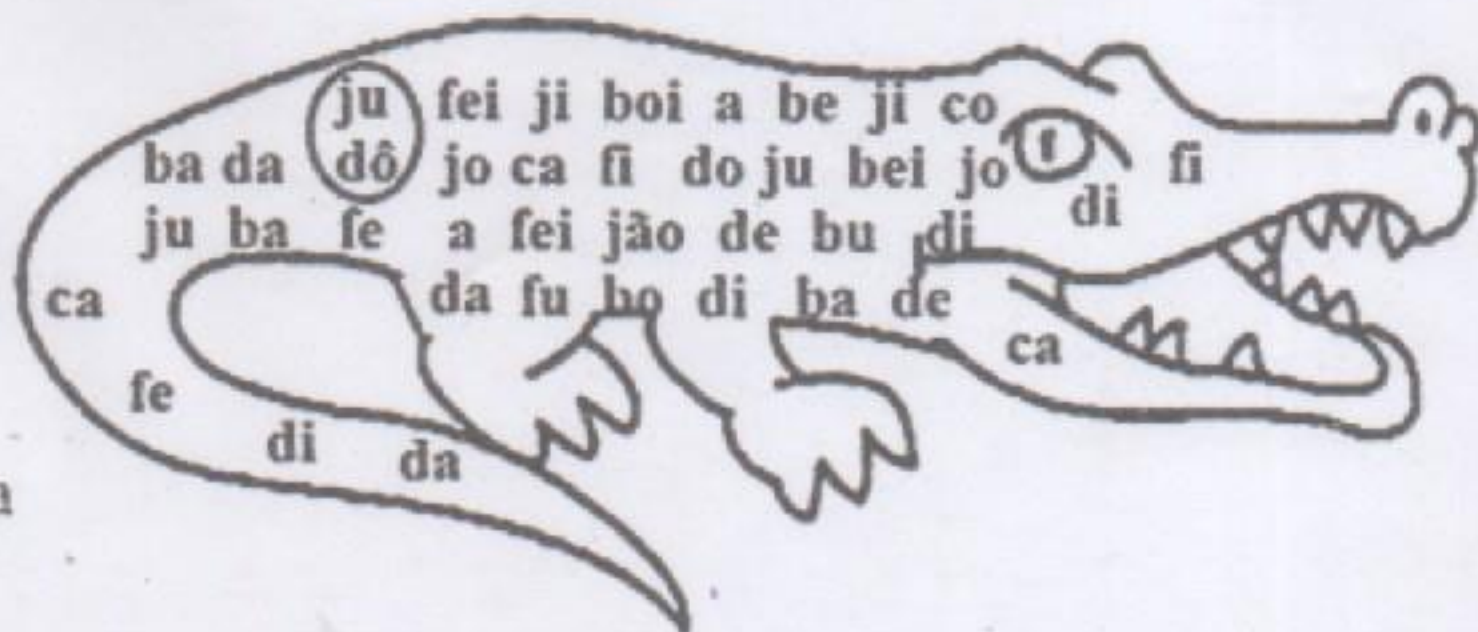 ju fei ji boi a be ji co
ba da dô jo ca fi do ju bei jo fi
di
ju ba fe a fei jão de bu di
ca da fu bo di ba de
ca
fe
di da